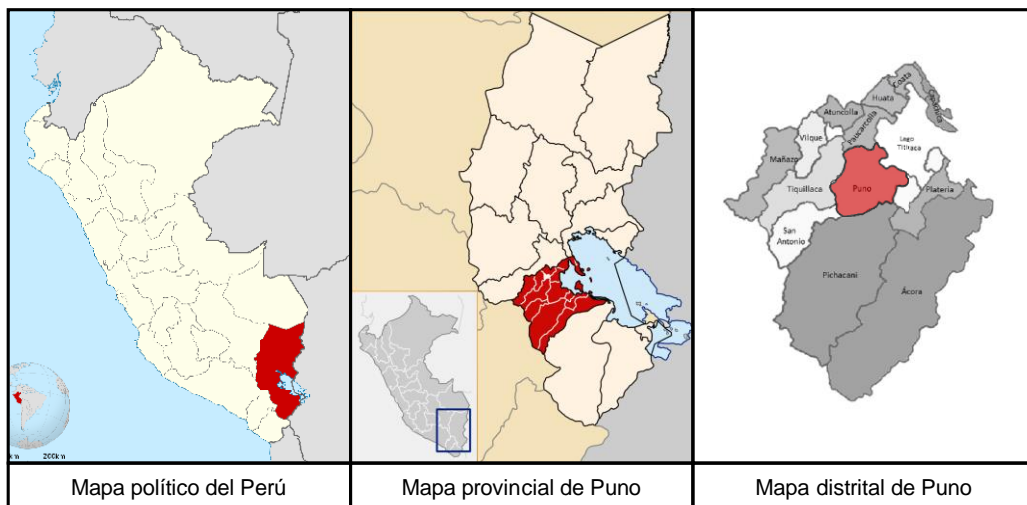 200km
Coata
Capachica
Huata
Atuncolla
Paucarcolla
Vilque
Lago
Titicaca
Mañazo
Tiquillaca
Puno
Platería
San
Antonio
Pichacani
Ácora
Mapa político del Perú
Mapa provincial de Puno
Mapa distrital de Puno